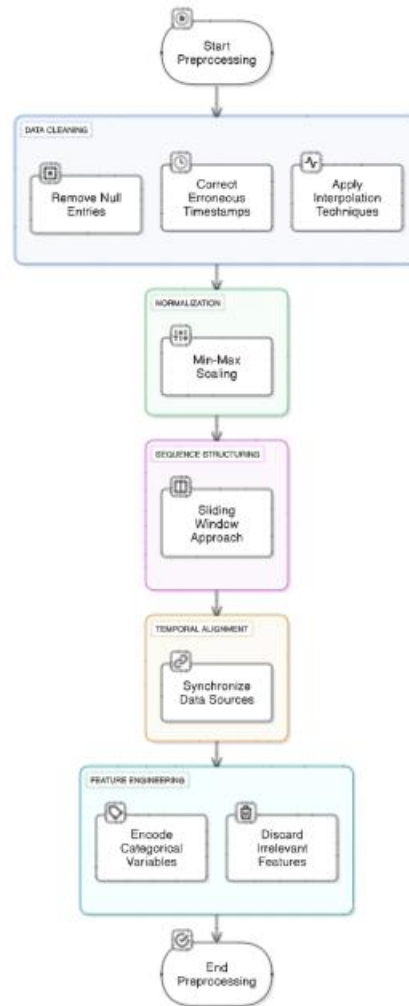 Start
Preprocessing
DATA CLEANING
Remove Null
Entries
Correct
Erroneous
Timestamps
Apply
Interpolation
Techniques
NORMALIZATION
Min-Max
Scaling
SEQUENCE STRUCTURING
Sliding
Window
Approach
TEMPORAL ALIGNMENT
Synchronize
Data Sources
FEATURE ENGINEERING
Encode
Categorical
Variables
Discard
Irrelevant
Features
End
Preprocessing